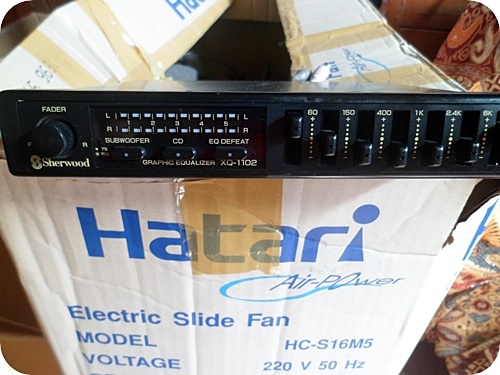 FADER
F R
Sherwood
L L
1 2 3 4 5
R R
SUBWOOFER CD EQ DEFEAT
GRAPHIC EQUALIZER XQ-1102
60 150 400 1K 2.4K 6K
Hatari
Air-Power
Electric Slide Fan
MODEL HC-S16M5
VOLTAGE 220 V 50 Hz